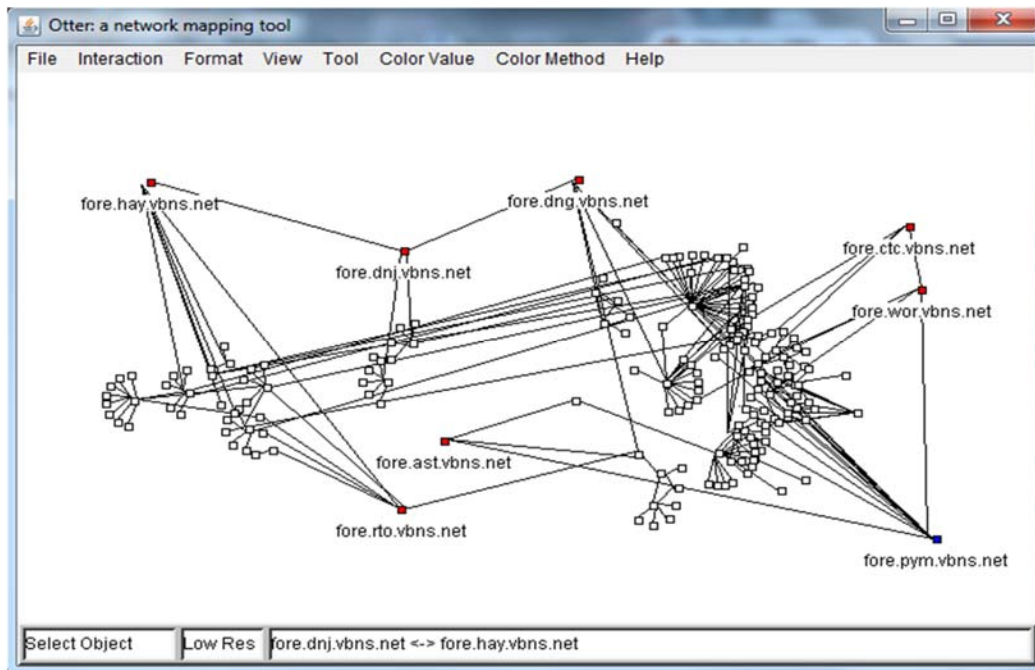 Otter: a network mapping tool
File Interaction Format View Tool Color Value Color Method Help
fore.hay.vbns.net
fore.dng.vbns.net
fore.ctc.vbns.net
fore.dnj.vbns.net
fore.wor.vbns.net
fore.ast.vbns.net
fore.rto.vbns.net
fore.pym.vbns.net
Select Object Low Res fore.dnj.vbns.net <-> fore.hay.vbns.net